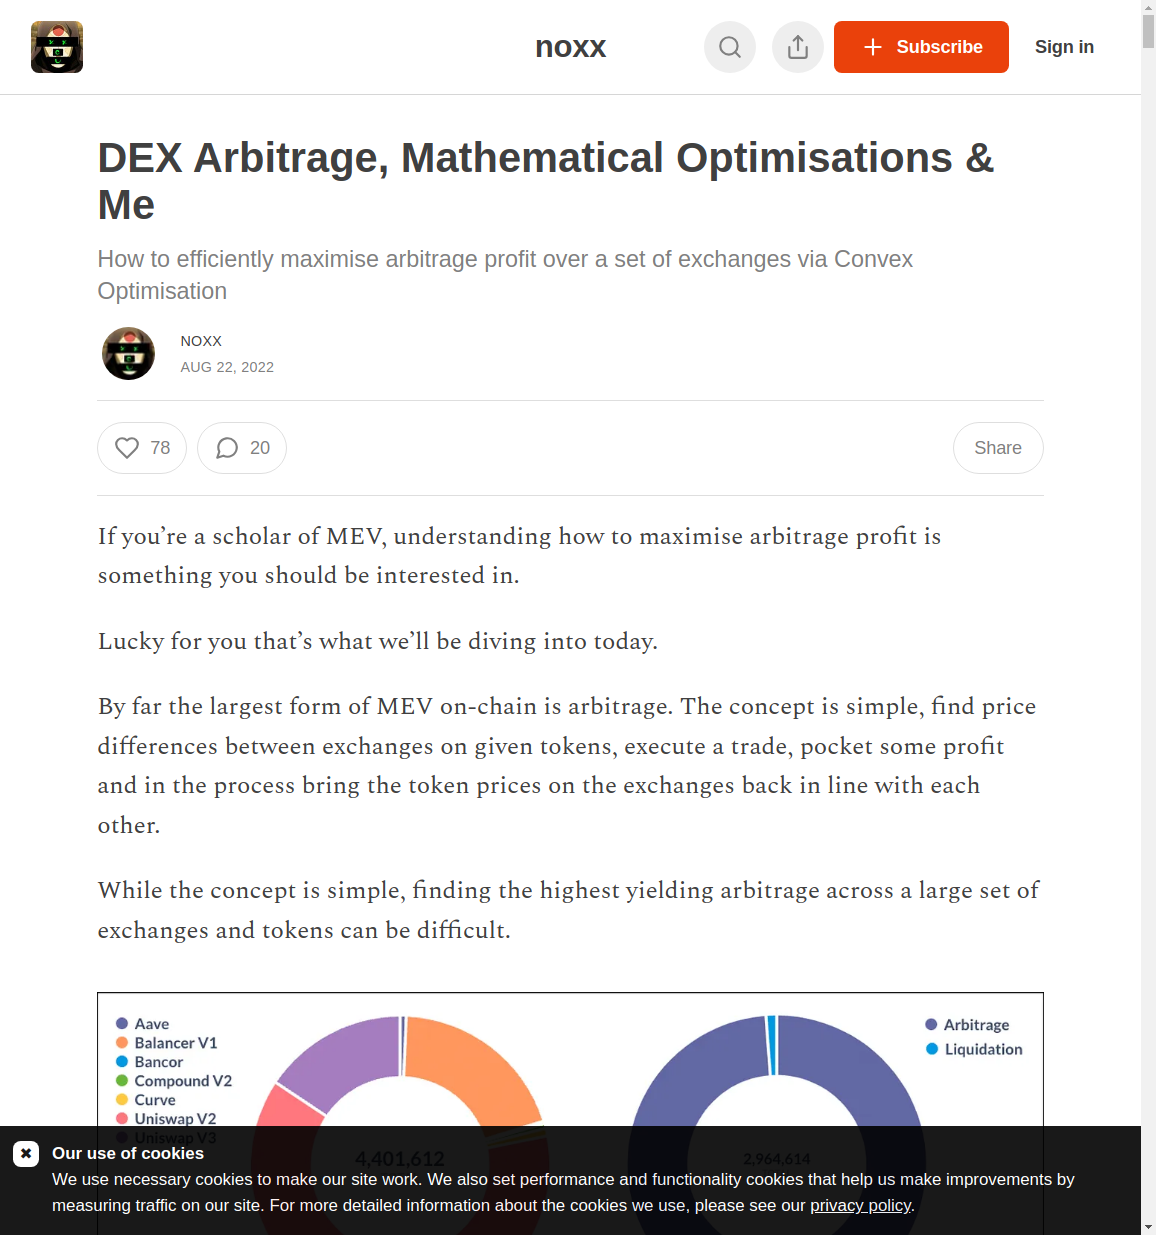 noxx
Subscribe
Sign in
DEX Arbitrage, Mathematical Optimisations &
Me
How to efficiently maximise arbitrage profit over a set of exchanges via Convex
Optimisation
NOXX
AUG 22, 2022
78
20
Share
If you’re a scholar of MEV, understanding how to maximise arbitrage profit is
something you should be interested in.
Lucky for you that’s what we’ll be diving into today.
By far the largest form of MEV on-chain is arbitrage. The concept is simple, find price
differences between exchanges on given tokens, execute a trade, pocket some profit
and in the process bring the token prices on the exchanges back in line with each
other.
While the concept is simple, finding the highest yielding arbitrage across a large set of
exchanges and tokens can be difficult.
Aave
Balancer V1
Bancor
Compound V2
Curve
Uniswap V2
Uniswap V3
4,401,612
Arbitrage
Liquidation
2,964,614
Our use of cookies
We use necessary cookies to make our site work. We also set performance and functionality cookies that help us make improvements by
measuring traffic on our site. For more detailed information about the cookies we use, please see our privacy policy.